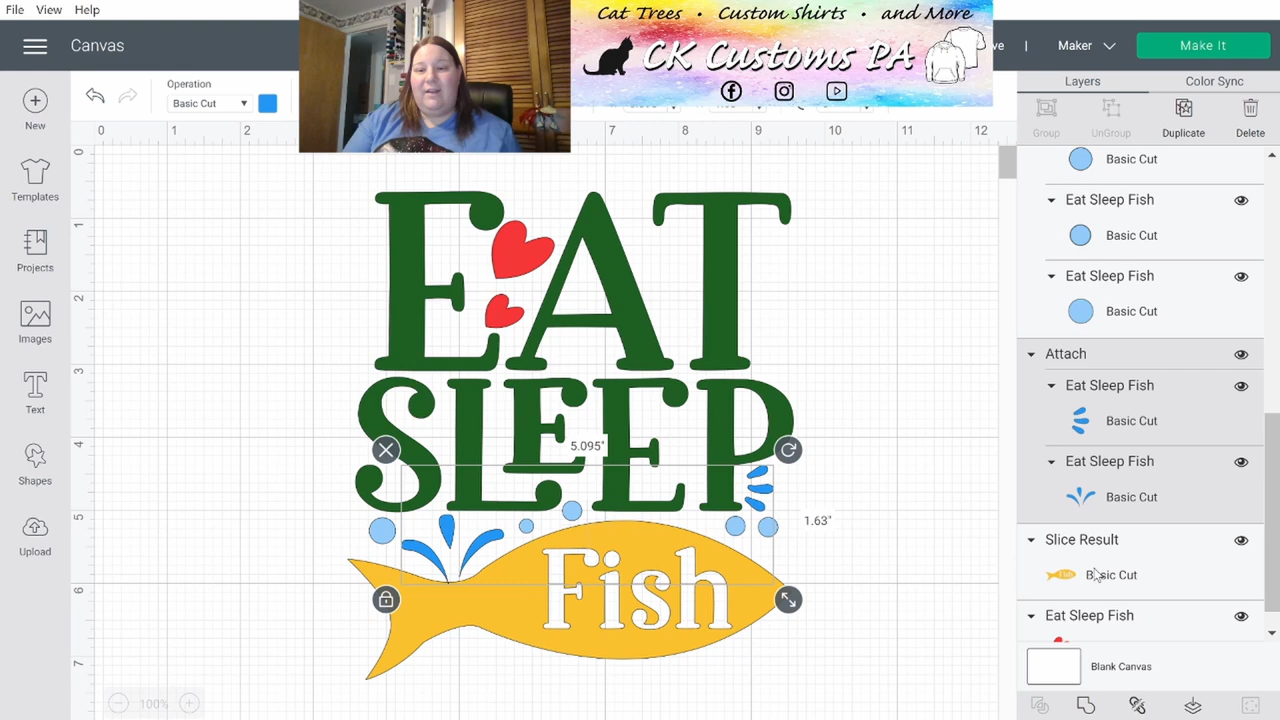 File View Help
Cat Trees • Custom Shirts • and More
CK Customs PA
Canvas
ve | Maker
Make It
Layers
Color Sync
New
Operation
Basic Cut
Group
UnGroup
Duplicate
Delete
0 1 2 7 8 9 10 11 12
0
1
2
3
4
5
6
7
Templates
Projects
Images
Text
Shapes
Upload
EAT
SLEEP
Fish
5.095"
1.63"
100%
Basic Cut
Eat Sleep Fish
Basic Cut
Eat Sleep Fish
Basic Cut
Attach
Eat Sleep Fish
Basic Cut
Eat Sleep Fish
Basic Cut
Slice Result
Fish
Basic Cut
Eat Sleep Fish
Blank Canvas